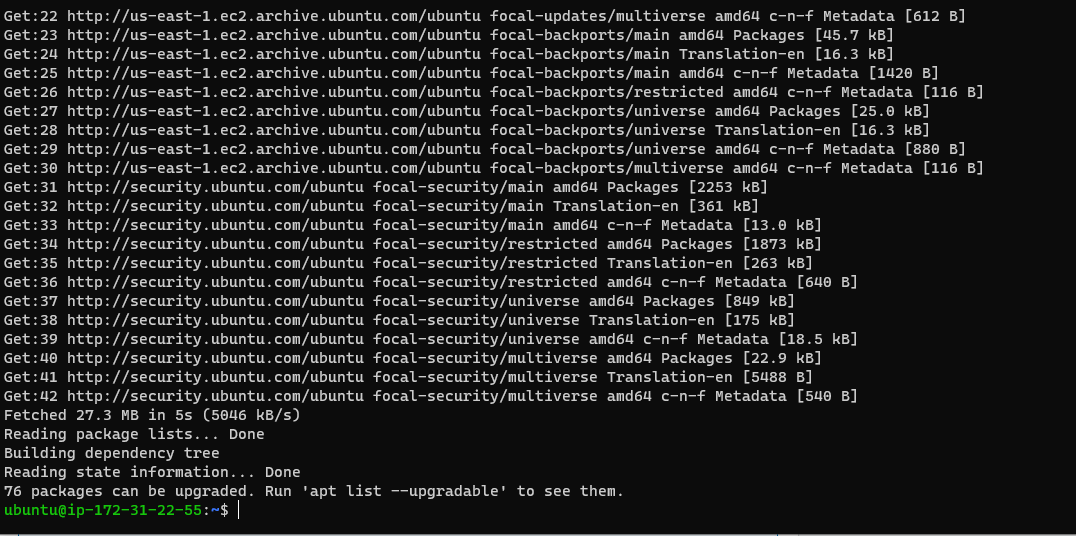 Get:22 http://us-east-1.ec2.archive.ubuntu.com/ubuntu focal-updates/multiverse amd64 c-n-f Metadata [612 B]
Get:23 http://us-east-1.ec2.archive.ubuntu.com/ubuntu focal-backports/main amd64 Packages [45.7 kB]
Get:24 http://us-east-1.ec2.archive.ubuntu.com/ubuntu focal-backports/main Translation-en [16.3 kB]
Get:25 http://us-east-1.ec2.archive.ubuntu.com/ubuntu focal-backports/main amd64 c-n-f Metadata [1420 B]
Get:26 http://us-east-1.ec2.archive.ubuntu.com/ubuntu focal-backports/restricted amd64 c-n-f Metadata [116 B]
Get:27 http://us-east-1.ec2.archive.ubuntu.com/ubuntu focal-backports/universe amd64 Packages [25.0 kB]
Get:28 http://us-east-1.ec2.archive.ubuntu.com/ubuntu focal-backports/universe Translation-en [16.3 kB]
Get:29 http://us-east-1.ec2.archive.ubuntu.com/ubuntu focal-backports/universe amd64 c-n-f Metadata [880 B]
Get:30 http://us-east-1.ec2.archive.ubuntu.com/ubuntu focal-backports/multiverse amd64 c-n-f Metadata [116 B]
Get:31 http://security.ubuntu.com/ubuntu focal-security/main amd64 Packages [2253 kB]
Get:32 http://security.ubuntu.com/ubuntu focal-security/main Translation-en [361 kB]
Get:33 http://security.ubuntu.com/ubuntu focal-security/main amd64 c-n-f Metadata [13.0 kB]
Get:34 http://security.ubuntu.com/ubuntu focal-security/restricted amd64 Packages [1873 kB]
Get:35 http://security.ubuntu.com/ubuntu focal-security/restricted Translation-en [263 kB]
Get:36 http://security.ubuntu.com/ubuntu focal-security/restricted amd64 c-n-f Metadata [640 B]
Get:37 http://security.ubuntu.com/ubuntu focal-security/universe amd64 Packages [849 kB]
Get:38 http://security.ubuntu.com/ubuntu focal-security/universe Translation-en [175 kB]
Get:39 http://security.ubuntu.com/ubuntu focal-security/universe amd64 c-n-f Metadata [18.5 kB]
Get:40 http://security.ubuntu.com/ubuntu focal-security/multiverse amd64 Packages [22.9 kB]
Get:41 http://security.ubuntu.com/ubuntu focal-security/multiverse Translation-en [5488 B]
Get:42 http://security.ubuntu.com/ubuntu focal-security/multiverse amd64 c-n-f Metadata [540 B]
Fetched 27.3 MB in 5s (5046 kB/s)
Reading package lists... Done
Building dependency tree
Reading state information... Done
76 packages can be upgraded. Run 'apt list --upgradable' to see them.
ubuntu@ip-172-31-22-55:~$